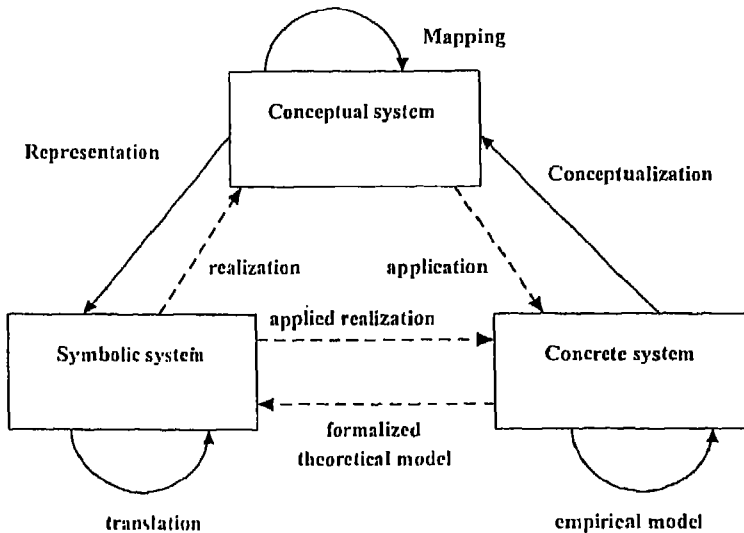 Mapping
Conceptual system
Representation
Conceptualization
realization
application
applied realization
Symbolic system
Concrete system
formalized
theoretical model
translation
empirical model